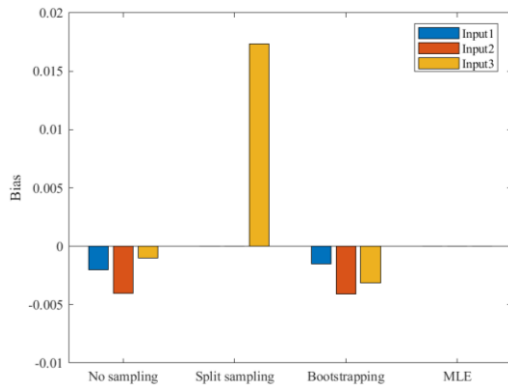 0.02
0.015
0.01
0.005
0
-0.005
-0.01
Bias
Input1
Input2
Input3
No sampling Split sampling Bootstrapping MLE